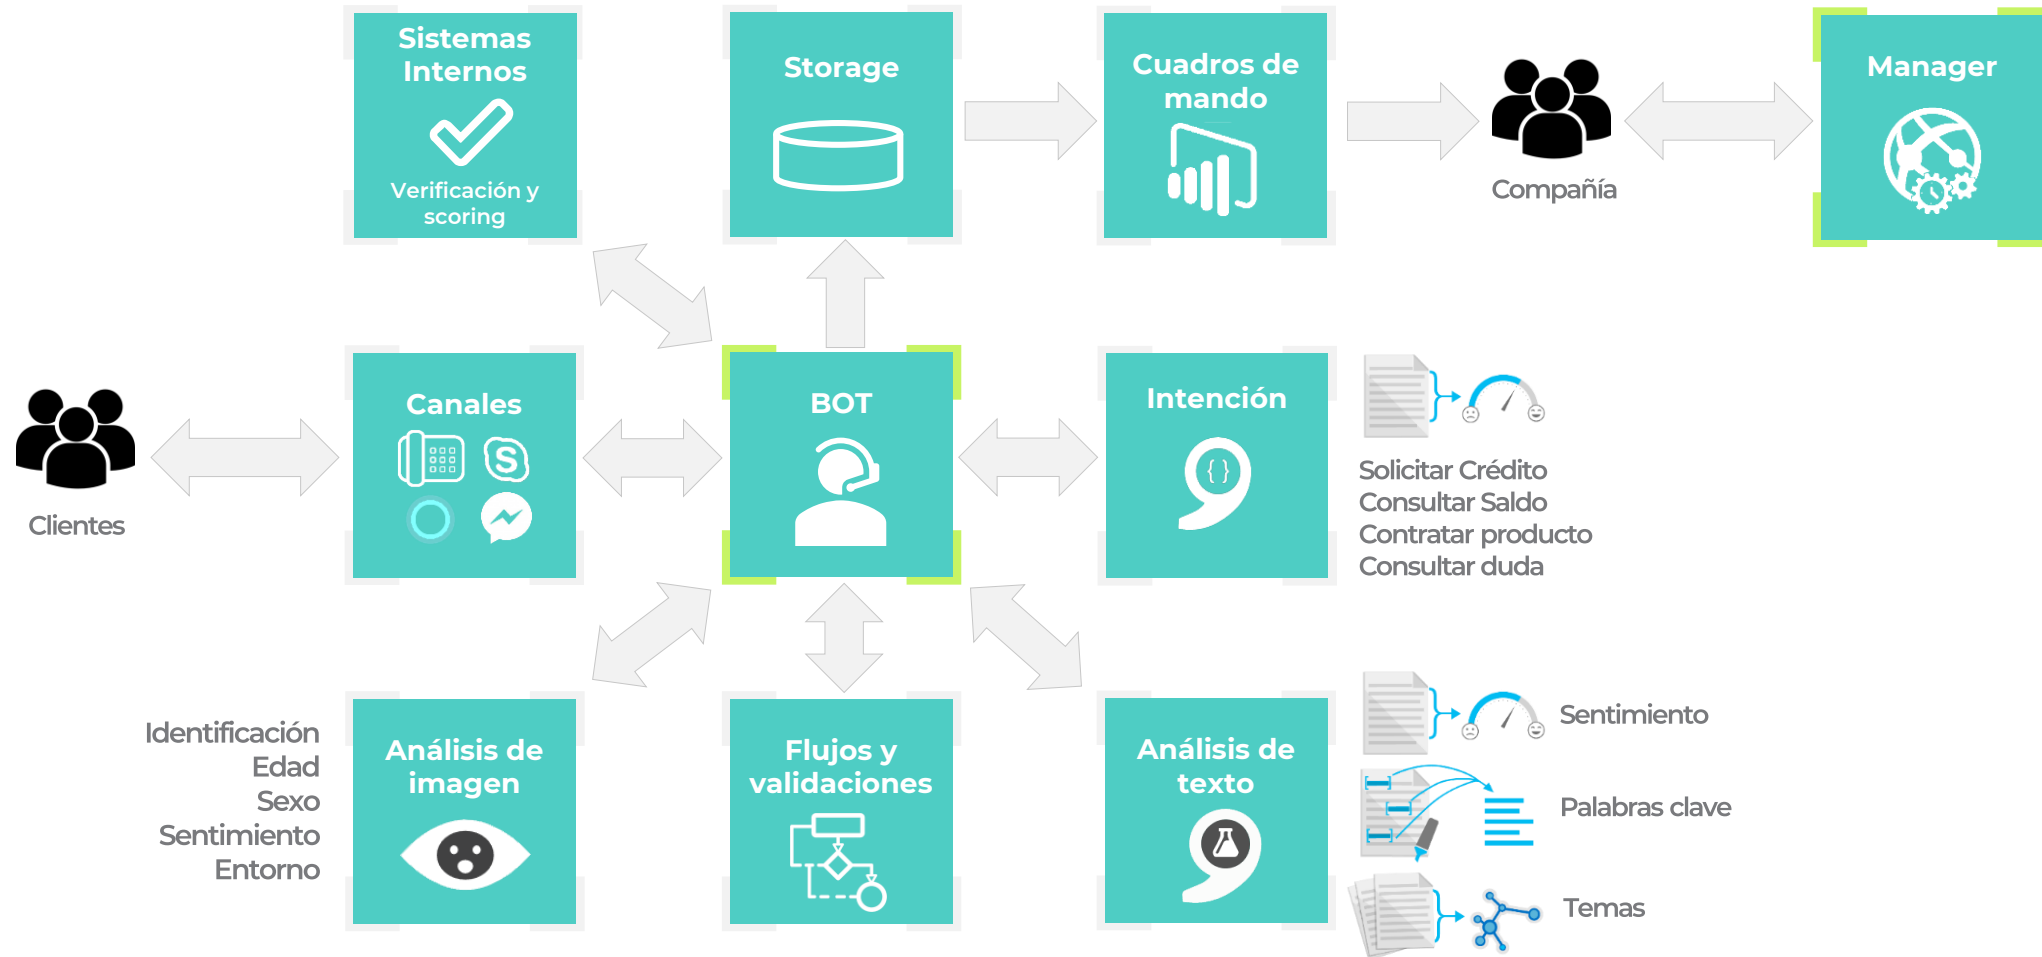 Sistemas
Internos
Verificación y
scoring
Storage
Cuadros de
mando
Compañía
Manager
Clientes
Canales
S
BOT
Intención
{ }
Solicitar Crédito
Consultar Saldo
Contratar producto
Consultar duda
Identificación
Edad
Sexo
Sentimiento
Entorno
Análisis de
imagen
Flujos y
validaciones
Análisis de
texto
Sentimiento
Palabras clave
Temas